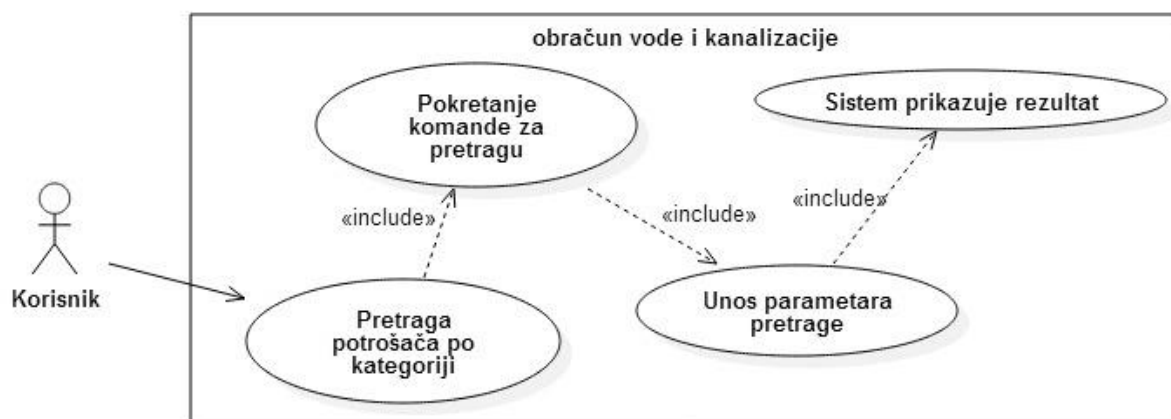 obračun vode i kanalizacije
Pokretanje
komande za
pretragu
Sistem prikazuje rezultat
«include»
«include»
«include»
Korisnik
Pretraga
potrošača po
kategoriji
Unos parametara
pretrage